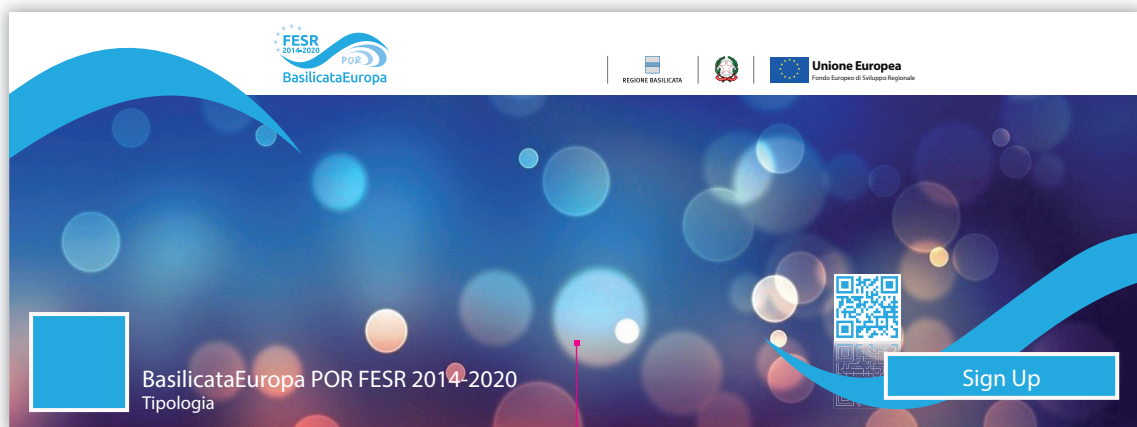 FESR
2014-2020
POR
BasilicataEuropa
REGIONE BASILICATA
Unione Europea
Fondo Europeo di Sviluppo Regionale
BasilicataEuropa POR FESR 2014-2020
Tipologia
Sign Up